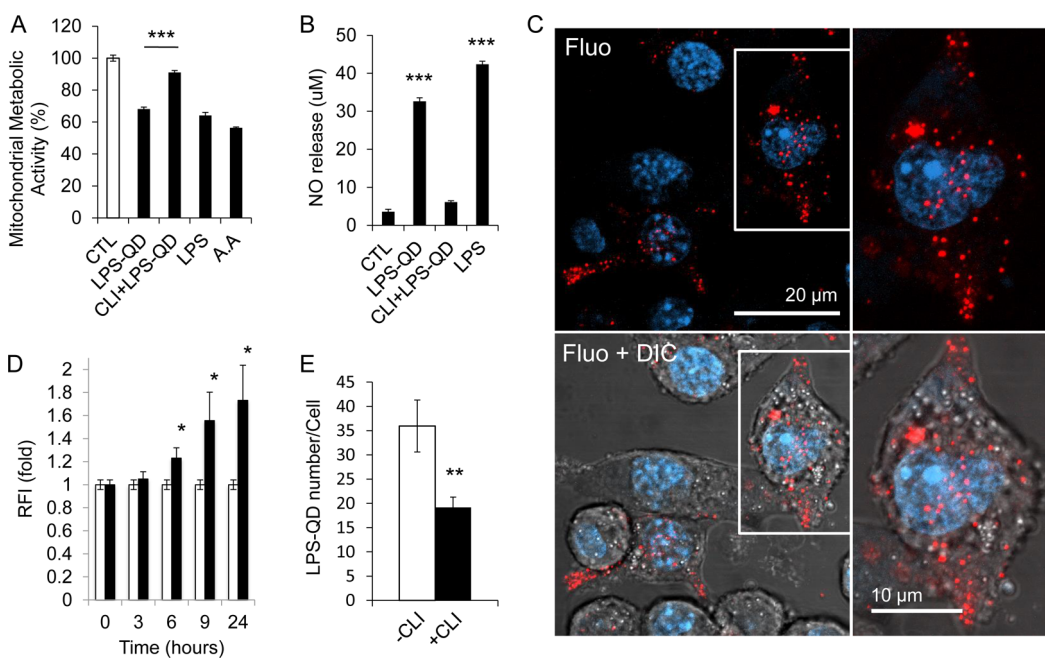 A
Mitochondrial Metabolic
Activity (%)
120
100
80
60
40
20
0
***
CTL
LPS-QD
CLI+LPS-QD
LPS
A.A
B
NO release (uM)
50
40
30
20
10
0
***
***
CTL
LPS-QD
CLI+LPS-QD
LPS
C
Fluo
20 µm
Fluo + DIC
10 µm
D
RFI (fold)
2
1.8
1.6
1.4
1.2
1
0.8
0.6
0.4
0.2
0
*
*
*
0 3 6 9 24
Time (hours)
E
LPS-QD number/Cell
45
40
35
30
25
20
15
10
5
0
**
-CLI
+CLI